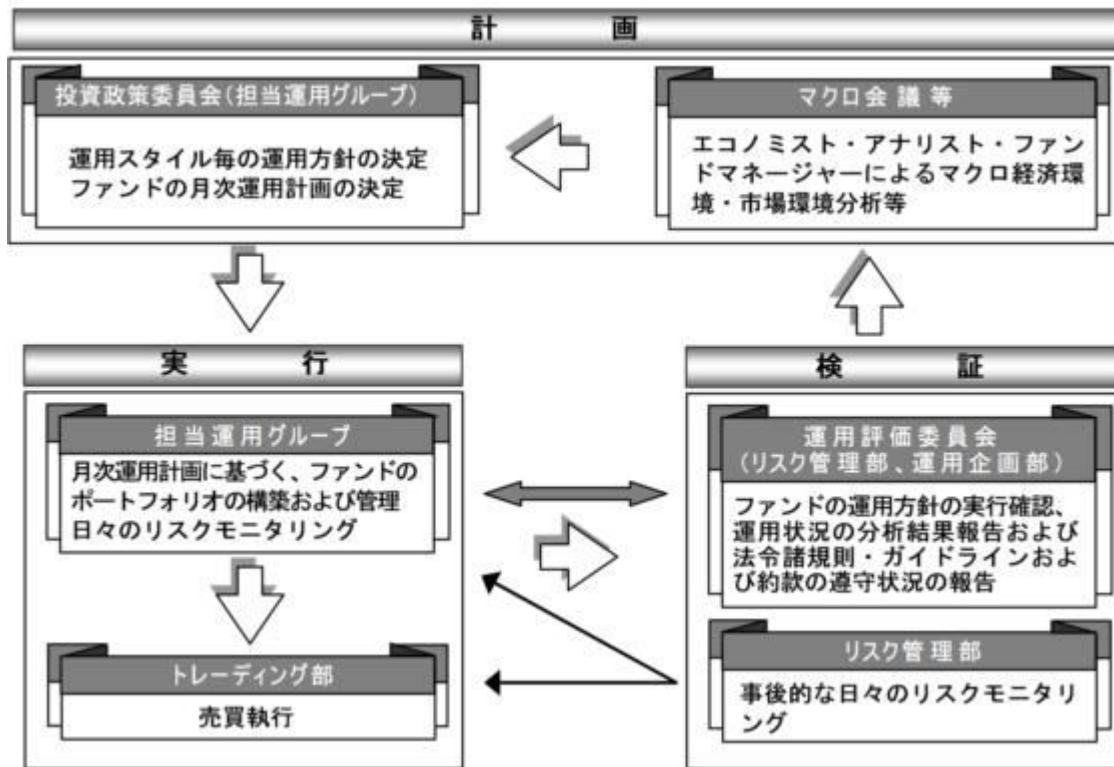 計画
投資政策委員会(担当運用グループ)
運用スタイル毎の運用方針の決定
ファンドの月次運用計画の決定
マクロ会議等
エコノミスト・アナリスト・ファン
ドマネージャーによるマクロ経済環
境・市場環境分析等
実行
担当運用グループ
月次運用計画に基づく、ファンドの
ポートフォリオの構築および管理
日々のリスクモニタリング
トレーディング部
売買執行
検証
運用評価委員会
(リスク管理部、運用企画部)
ファンドの運用方針の実行確認、
運用状況の分析結果報告および
法令諸規則・ガイドラインおよ
び約款の遵守状況の報告
リスク管理部
事後的な日々のリスクモニタリ
ング